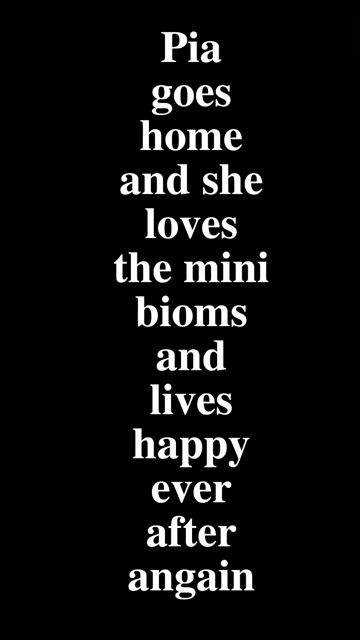 Pia
goes
home
and she
loves
the mini
bioms
and
lives
happy
ever
after
angain